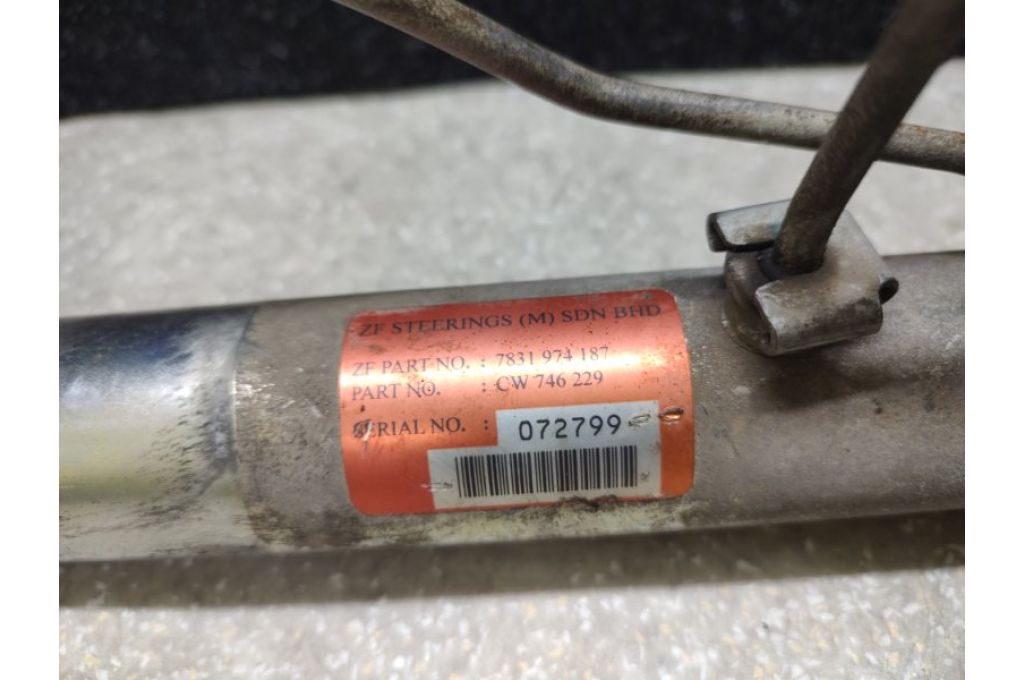 ZF STEERINGS (M) SDN BHD
ZF PART NO. : 7831 974 187
PART NO. : CW 746 229
SERIAL NO. : 072799